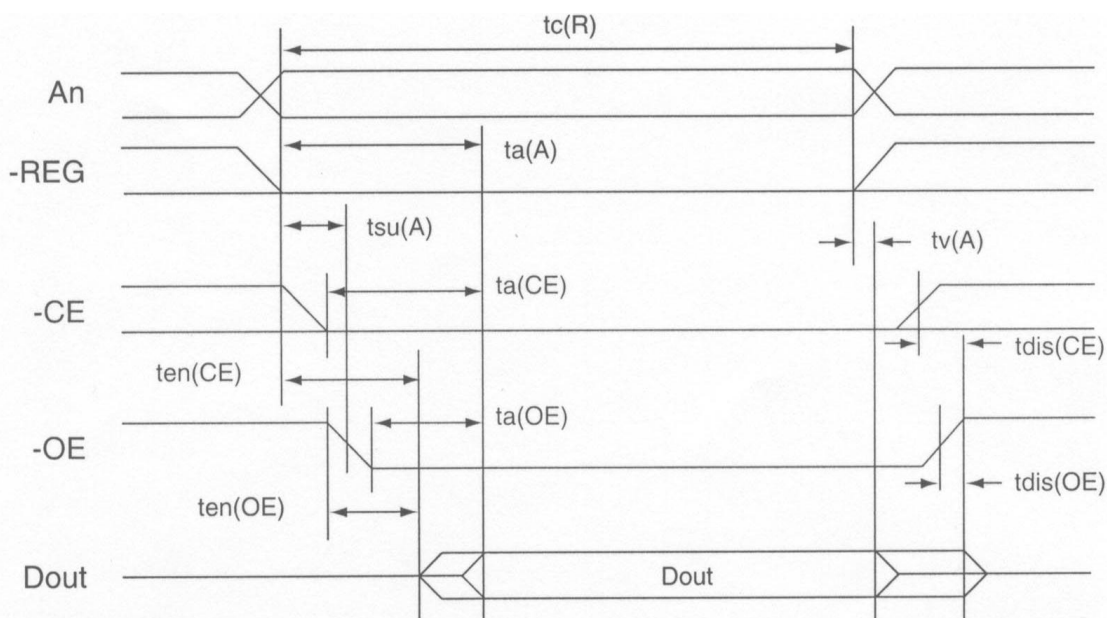 tc(R)
An
ta(A)
-REG
tsu(A)
tv(A)
ta(CE)
-CE
tdis(CE)
ten(CE)
ta(OE)
-OE
tdis(OE)
ten(OE)
Dout
Dout